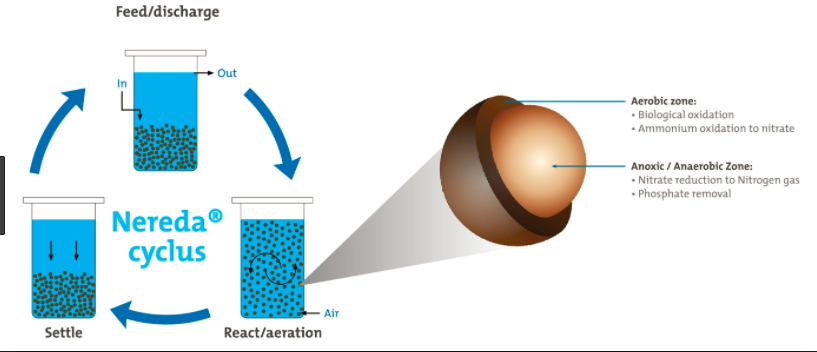 Feed/discharge
In
Out
Nereda®
cyclus
Settle
React/aeration
Air
Aerobic zone:
• Biological oxidation
• Ammonium oxidation to nitrate
Anoxic / Anaerobic Zone:
• Nitrate reduction to Nitrogen gas
• Phosphate removal